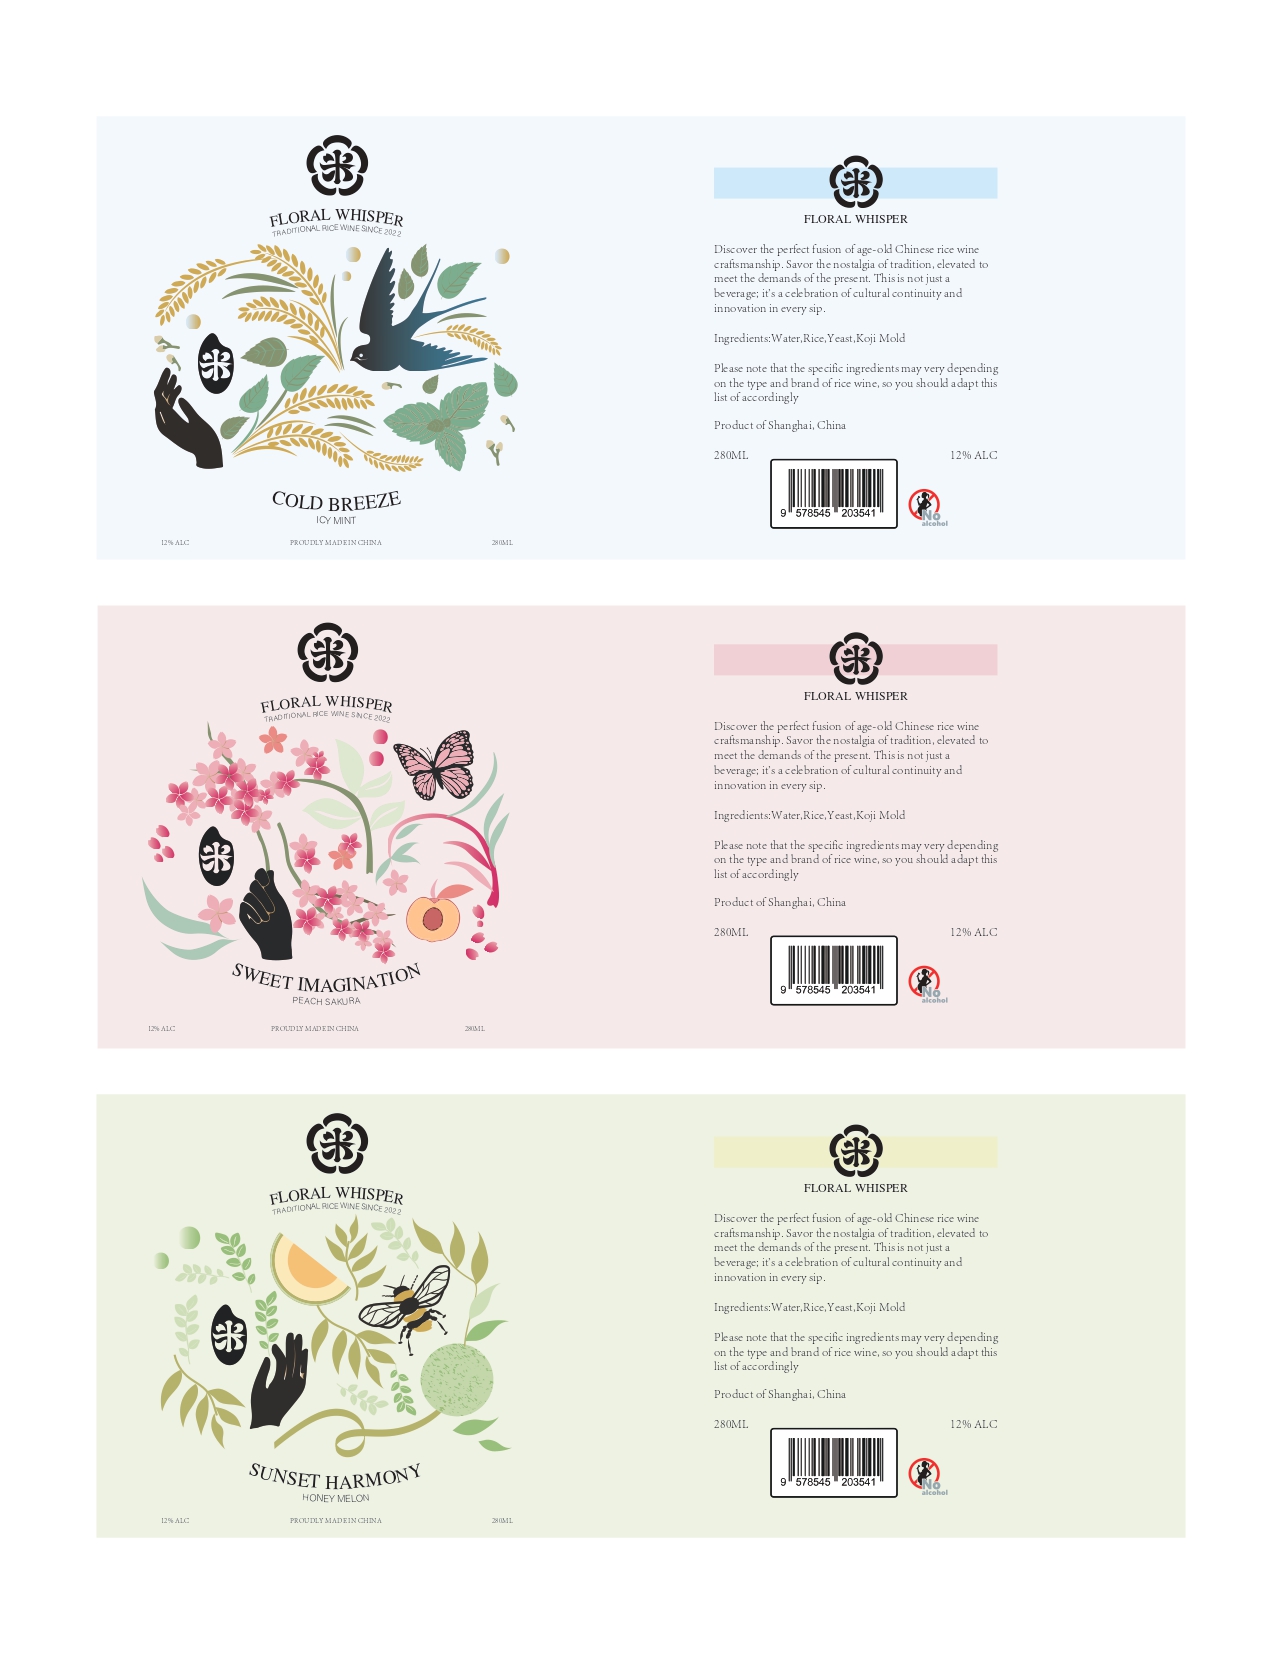 FLORAL WHISPER
TRADITIONAL RICE WINE SINCE 2022
米
COLD BREEZE
ICY MINT
12% ALC
PROUDLY MADE IN CHINA
280ML
FLORAL WHISPER
Discover the perfect fusion of age-old Chinese rice wine
craftsmanship. Savor the nostalgia of tradition, elevated to
meet the demands of the present. This is not just a
beverage; it's a celebration of cultural continuity and
innovation in every sip.
Ingredients:Water,Rice,Yeast,Koji Mold
Please note that the specific ingredients may very depending
on the type and brand of rice wine, so you should adapt this
list of accordingly
Product of Shanghai, China
280ML
12% ALC
9 578545 203541
No
alcohol
FLORAL WHISPER
TRADITIONAL RICE WINE SINCE 2022
米
SWEET IMAGINATION
PEACH SAKURA
12% ALC
PROUDLY MADE IN CHINA
280ML
FLORAL WHISPER
Discover the perfect fusion of age-old Chinese rice wine
craftsmanship. Savor the nostalgia of tradition, elevated to
meet the demands of the present. This is not just a
beverage; it's a celebration of cultural continuity and
innovation in every sip.
Ingredients:Water,Rice,Yeast,Koji Mold
Please note that the specific ingredients may very depending
on the type and brand of rice wine, so you should adapt this
list of accordingly
Product of Shanghai, China
280ML
12% ALC
9 578545 203541
No
alcohol
FLORAL WHISPER
TRADITIONAL RICE WINE SINCE 2022
米
SUNSET HARMONY
HONEY MELON
12% ALC
PROUDLY MADE IN CHINA
280ML
FLORAL WHISPER
Discover the perfect fusion of age-old Chinese rice wine
craftsmanship. Savor the nostalgia of tradition, elevated to
meet the demands of the present. This is not just a
beverage; it's a celebration of cultural continuity and
innovation in every sip.
Ingredients:Water,Rice,Yeast,Koji Mold
Please note that the specific ingredients may very depending
on the type and brand of rice wine, so you should adapt this
list of accordingly
Product of Shanghai, China
280ML
12% ALC
9 578545 203541
No
alcohol